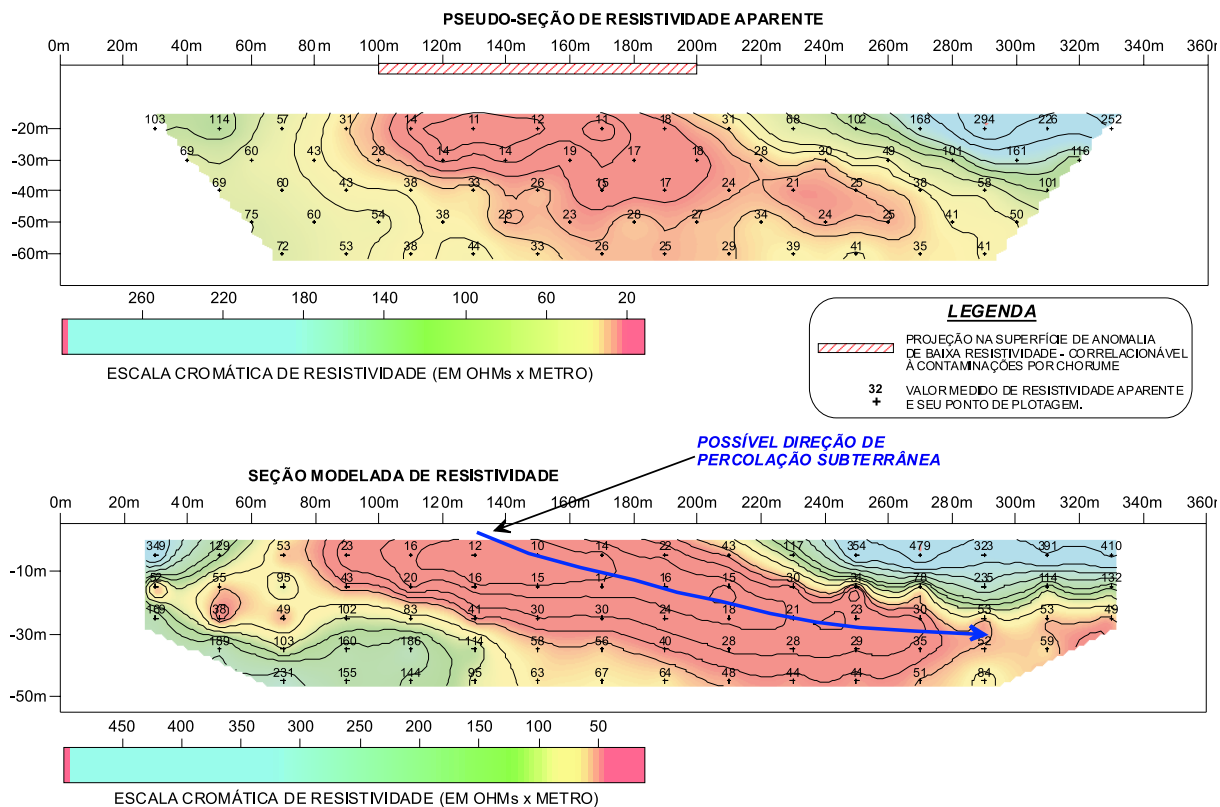 PSEUDO-SEÇÃO DE RESISTIVIDADE APARENTE
0m 20m 40m 60m 80m 100m 120m 140m 160m 180m 200m 220m 240m 260m 280m 300m 320m 340m 360m
-20m 103 114 57 31 14 11 12 11 18 31 68 102 168 294 226 252
-30m 69 60 43 28 14 14 19 17 18 28 30 49 101 161 116
-40m 69 60 43 38 33 26 15 17 24 21 25 38 58 101
-50m 75 60 54 38 25 23 28 27 34 24 25 41 50
-60m 72 53 38 44 33 26 25 29 39 41 35 41
260 220 180 140 100 60 20
ESCALA CROMÁTICA DE RESISTIVIDADE (EM OHMs x METRO)
LEGENDA
PROJEÇÃO NA SUPERFÍCIE DE ANOMALIA
DE BAIXA RESISTIVIDADE - CORRELACIONÁVEL
À CONTAMINAÇÕES POR CHORUME
32 VALOR MEDIDO DE RESISTIVIDADE APARENTE
+ E SEU PONTO DE PLOTAGEM.
POSSÍVEL DIREÇÃO DE
PERCOLAÇÃO SUBTERRÂNEA
SEÇÃO MODELADA DE RESISTIVIDADE
0m 20m 40m 60m 80m 100m 120m 140m 160m 180m 200m 220m 240m 260m 280m 300m 320m 340m 360m
349 129 53 23 16 12 10 14 22 43 117 354 479 323 391 410
-10m
52 55 95 43 20 16 15 17 16 15 30 31 78 235 114 132
169 38 49 102 83 41 30 30 24 18 21 23 30 53 53 49
-30m
189 103 160 186 114 58 56 40 28 28 29 35 52 59
231 155 144 95 63 67 64 48 44 44 51 84
-50m
450 400 350 300 250 200 150 100 50
ESCALA CROMÁTICA DE RESISTIVIDADE (EM OHMs x METRO)